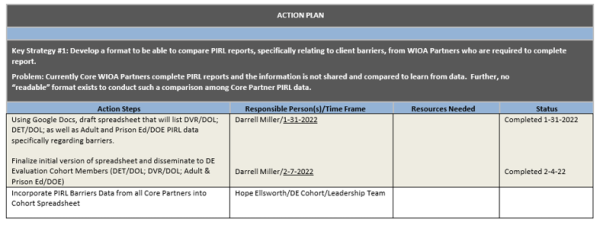 ACTION PLAN
Key Strategy #1: Develop a format to be able to compare PIRL reports, specifically relating to client barriers, from WIOA Partners who are required to complete
report.
Problem: Currently Core WIOA Partners complete PIRL reports and the information is not shared and compared to learn from data. Further, no
"readable" format exists to conduct such a comparison among Core Partner PIRL data.
Action Steps Responsible Person(s)/Time Frame Resources Needed Status
Using Google Docs, draft spreadsheet that will list DVR/DOL; Darrell Miller/1-31-2022 Completed 1-31-2022
DET/DOL; as well as Adult and Prison Ed/DOE PIRL data
specifically regarding barriers.
Finalize initial version of spreadsheet and disseminate to DE Darrell Miller/2-7-2022 Completed 2-4-22
Evaluation Cohort Members (DET/DOL; DVR/DOL; Adult &
Prison Ed/DOE)
Incorporate PIRL Barriers Data from all Core Partners into Hope Ellsworth/DE Cohort/Leadership Team
Cohort Spreadsheet